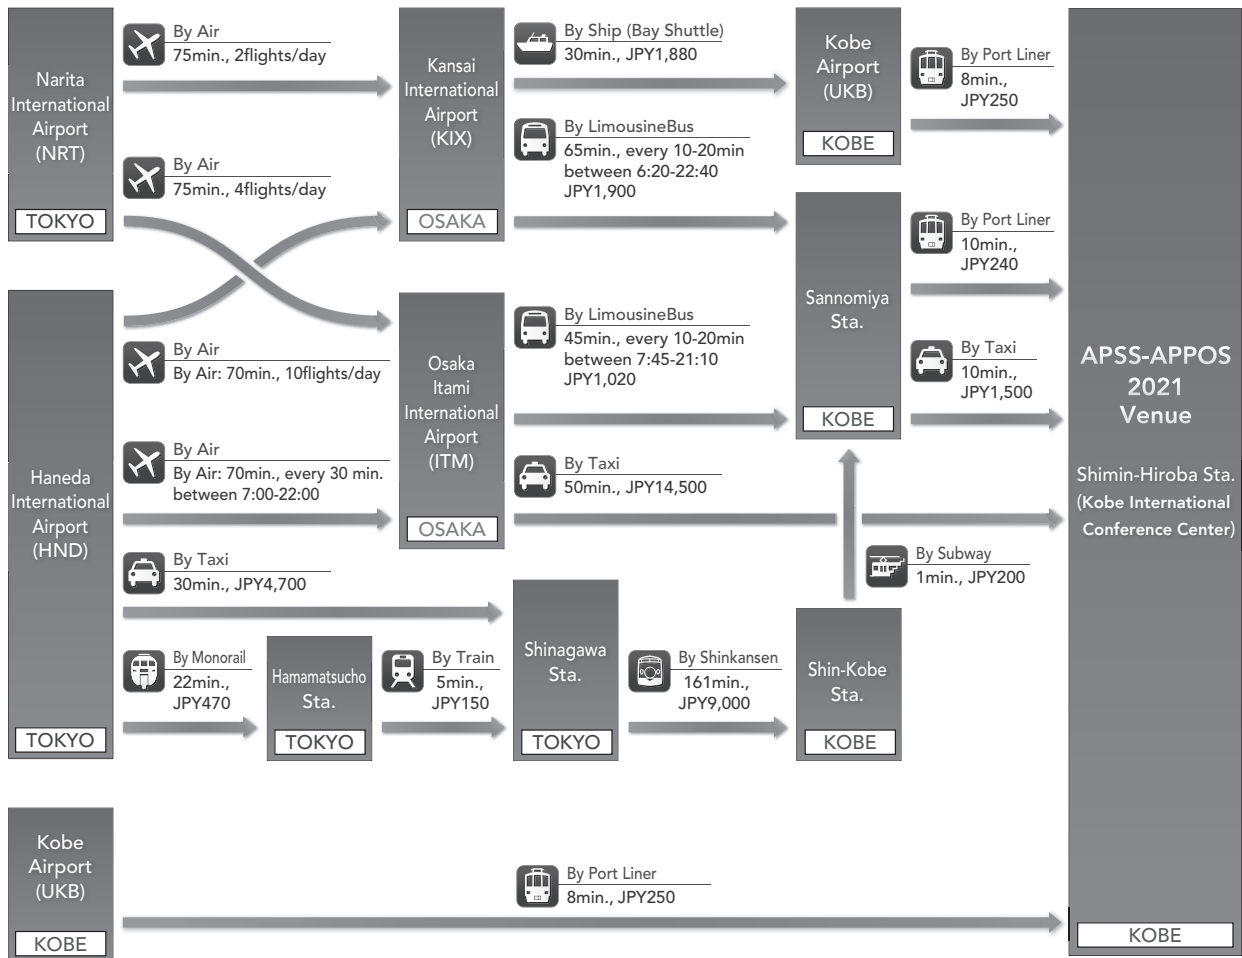 Narita
International
Airport
(NRT)
TOKYO
By Air
75min., 2flights/day
By Air
75min., 4flights/day
Kansai
International
Airport
(KIX)
OSAKA
By Ship (Bay Shuttle)
30min., JPY1,880
By LimousineBus
65min., every 10-20min
between 6:20-22:40
JPY1,900
Kobe
Airport
(UKB)
KOBE
By Port Liner
8min.,
JPY250
Haneda
International
Airport
(HND)
TOKYO
By Air
By Air: 70min., 10flights/day
By Air
By Air: 70min., every 30 min.
between 7:00-22:00
Osaka
Itami
International
Airport
(ITM)
OSAKA
By LimousineBus
45min., every 10-20min
between 7:45-21:10
JPY1,020
By Taxi
50min., JPY14,500
Sannomiya
Sta.
KOBE
By Port Liner
10min.,
JPY240
By Taxi
10min.,
JPY1,500
By Taxi
30min., JPY4,700
By Monorail
22min.,
JPY470
Hamamatsucho
Sta.
TOKYO
By Train
5min.,
JPY150
Shinagawa
Sta.
TOKYO
By Shinkansen
161min.,
JPY9,000
Shin-Kobe
Sta.
KOBE
By Subway
1min., JPY200
Kobe
Airport
(UKB)
KOBE
By Port Liner
8min., JPY250
APSS-APPOS
2021
Venue
Shimin-Hiroba Sta.
(Kobe International
Conference Center)
KOBE